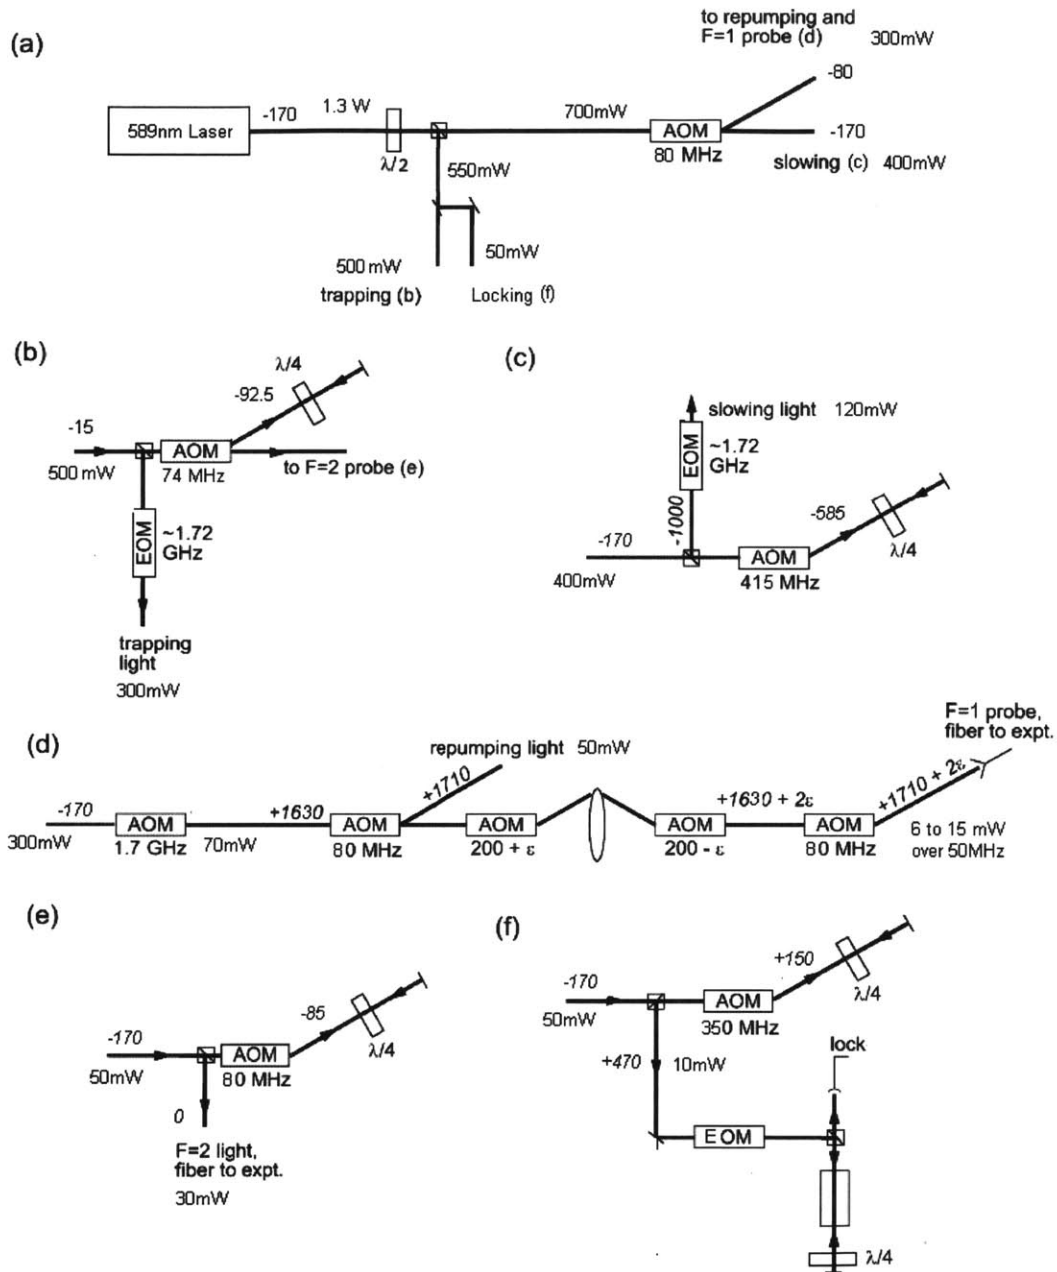 (a)
to repumping and
F=1 probe (d) 300mW
-80
589nm Laser
-170
1.3 W
λ/2
700mW
AOM
80 MHz
-170
slowing (c) 400mW
550mW
50mW
500 mW
trapping (b)
Locking (f)
(b)
λ/4
-92.5
-15
500 mW
AOM
74 MHz
to F=2 probe (e)
EOM
~1.72
GHz
trapping
light
300mW
(c)
slowing light 120mW
EOM
~1.72
GHz
-1000
-170
400mW
AOM
415 MHz
-585
λ/4
(d)
F=1 probe,
fiber to expt.
repumping light 50mW
-170
300mW
AOM
1.7 GHz
70mW
+1630
AOM
80 MHz
+1710
AOM
200 + ε
AOM
200 - ε
+1630 + 2ε
AOM
80 MHz
+1710 + 2ε
6 to 15 mW
over 50MHz
(e)
-170
50mW
AOM
80 MHz
-85
λ/4
0
F=2 light,
fiber to expt.
30mW
(f)
-170
50mW
AOM
350 MHz
+150
λ/4
+470
10mW
lock
EOM
λ/4